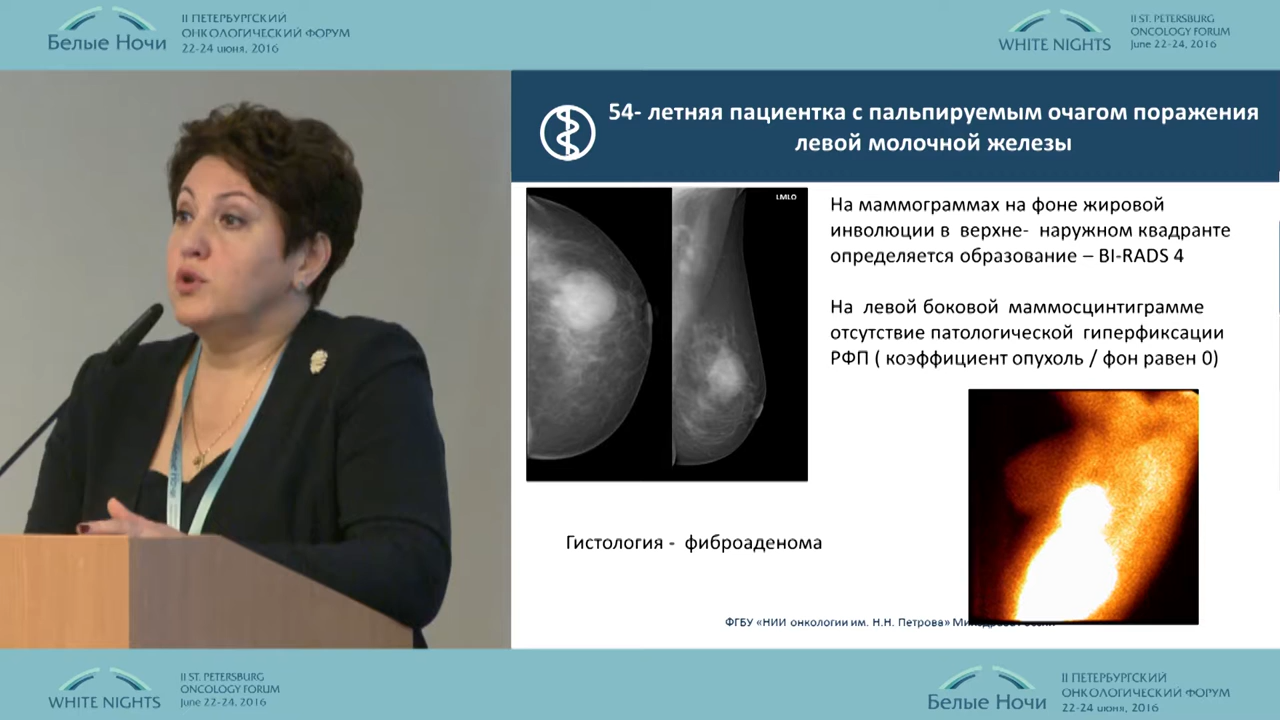 Белые Ночи
II ПЕТЕРБУРГСКИЙ
ОНКОЛОГИЧЕСКИЙ ФОРУМ
22-24 июня, 2016
WHITE NIGHTS
II ST. PETERSBURG
ONCOLOGY FORUM
June 22-24, 2016
54- летняя пациентка с пальпируемым очагом поражения
левой молочной железы
LMLO
На маммограммах на фоне жировой
инволюции в верхне- наружном квадранте
определяется образование – BI-RADS 4
На левой боковой маммосцинтиграмме
отсутствие патологической гиперфиксации
РФП ( коэффициент опухоль / фон равен 0)
Гистология - фиброаденома
ФГБУ «НИИ онкологии им. Н.Н. Петрова»
WHITE NIGHTS
II ST. PETERSBURG
ONCOLOGY FORUM
June 22-24, 2016
Белые Ночи
II ПЕТЕРБУРГСКИЙ
ОНКОЛОГИЧЕСКИЙ ФОРУМ
22-24 июня, 2016